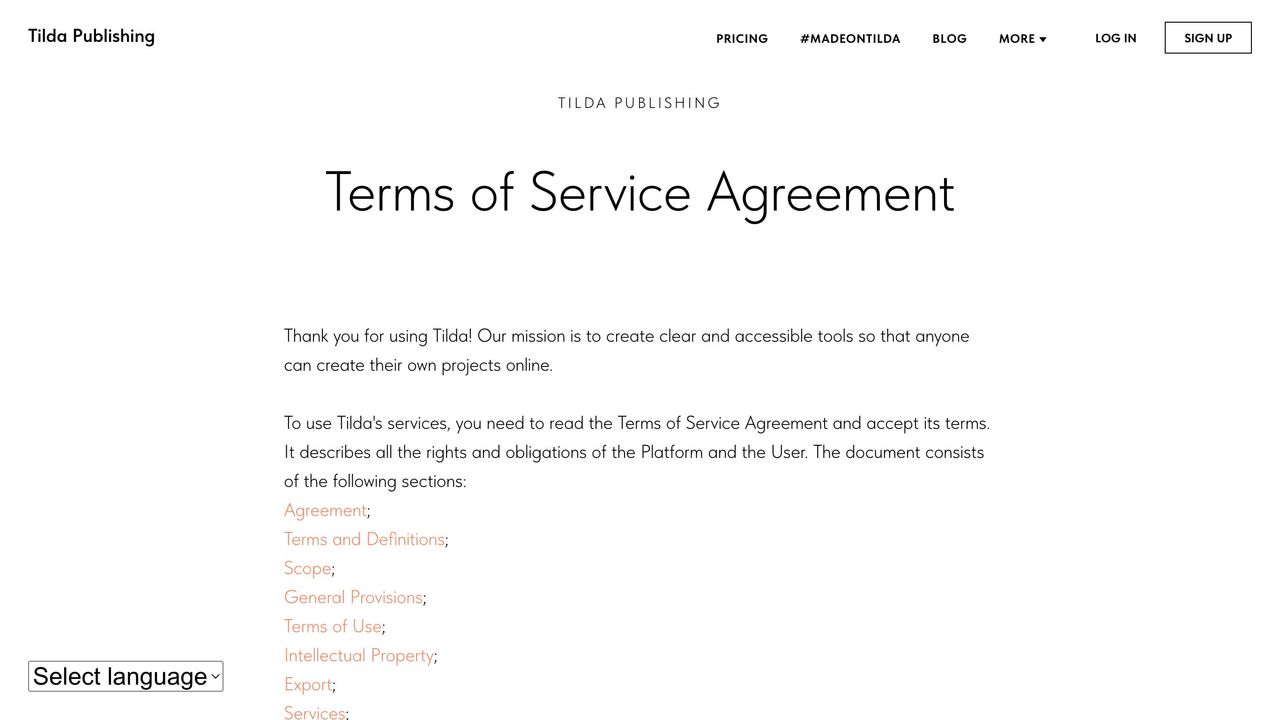 Tilda Publishing
PRICING
#MADEONTILDA
BLOG
MORE
LOG IN
SIGN UP
TILDA PUBLISHING
Terms of Service Agreement
Thank you for using Tilda! Our mission is to create clear and accessible tools so that anyone
can create their own projects online.
To use Tilda's services, you need to read the Terms of Service Agreement and accept its terms.
It describes all the rights and obligations of the Platform and the User. The document consists
of the following sections:
Agreement;
Terms and Definitions;
Scope;
General Provisions;
Terms of Use;
Intellectual Property;
Export;
Services;
Select language